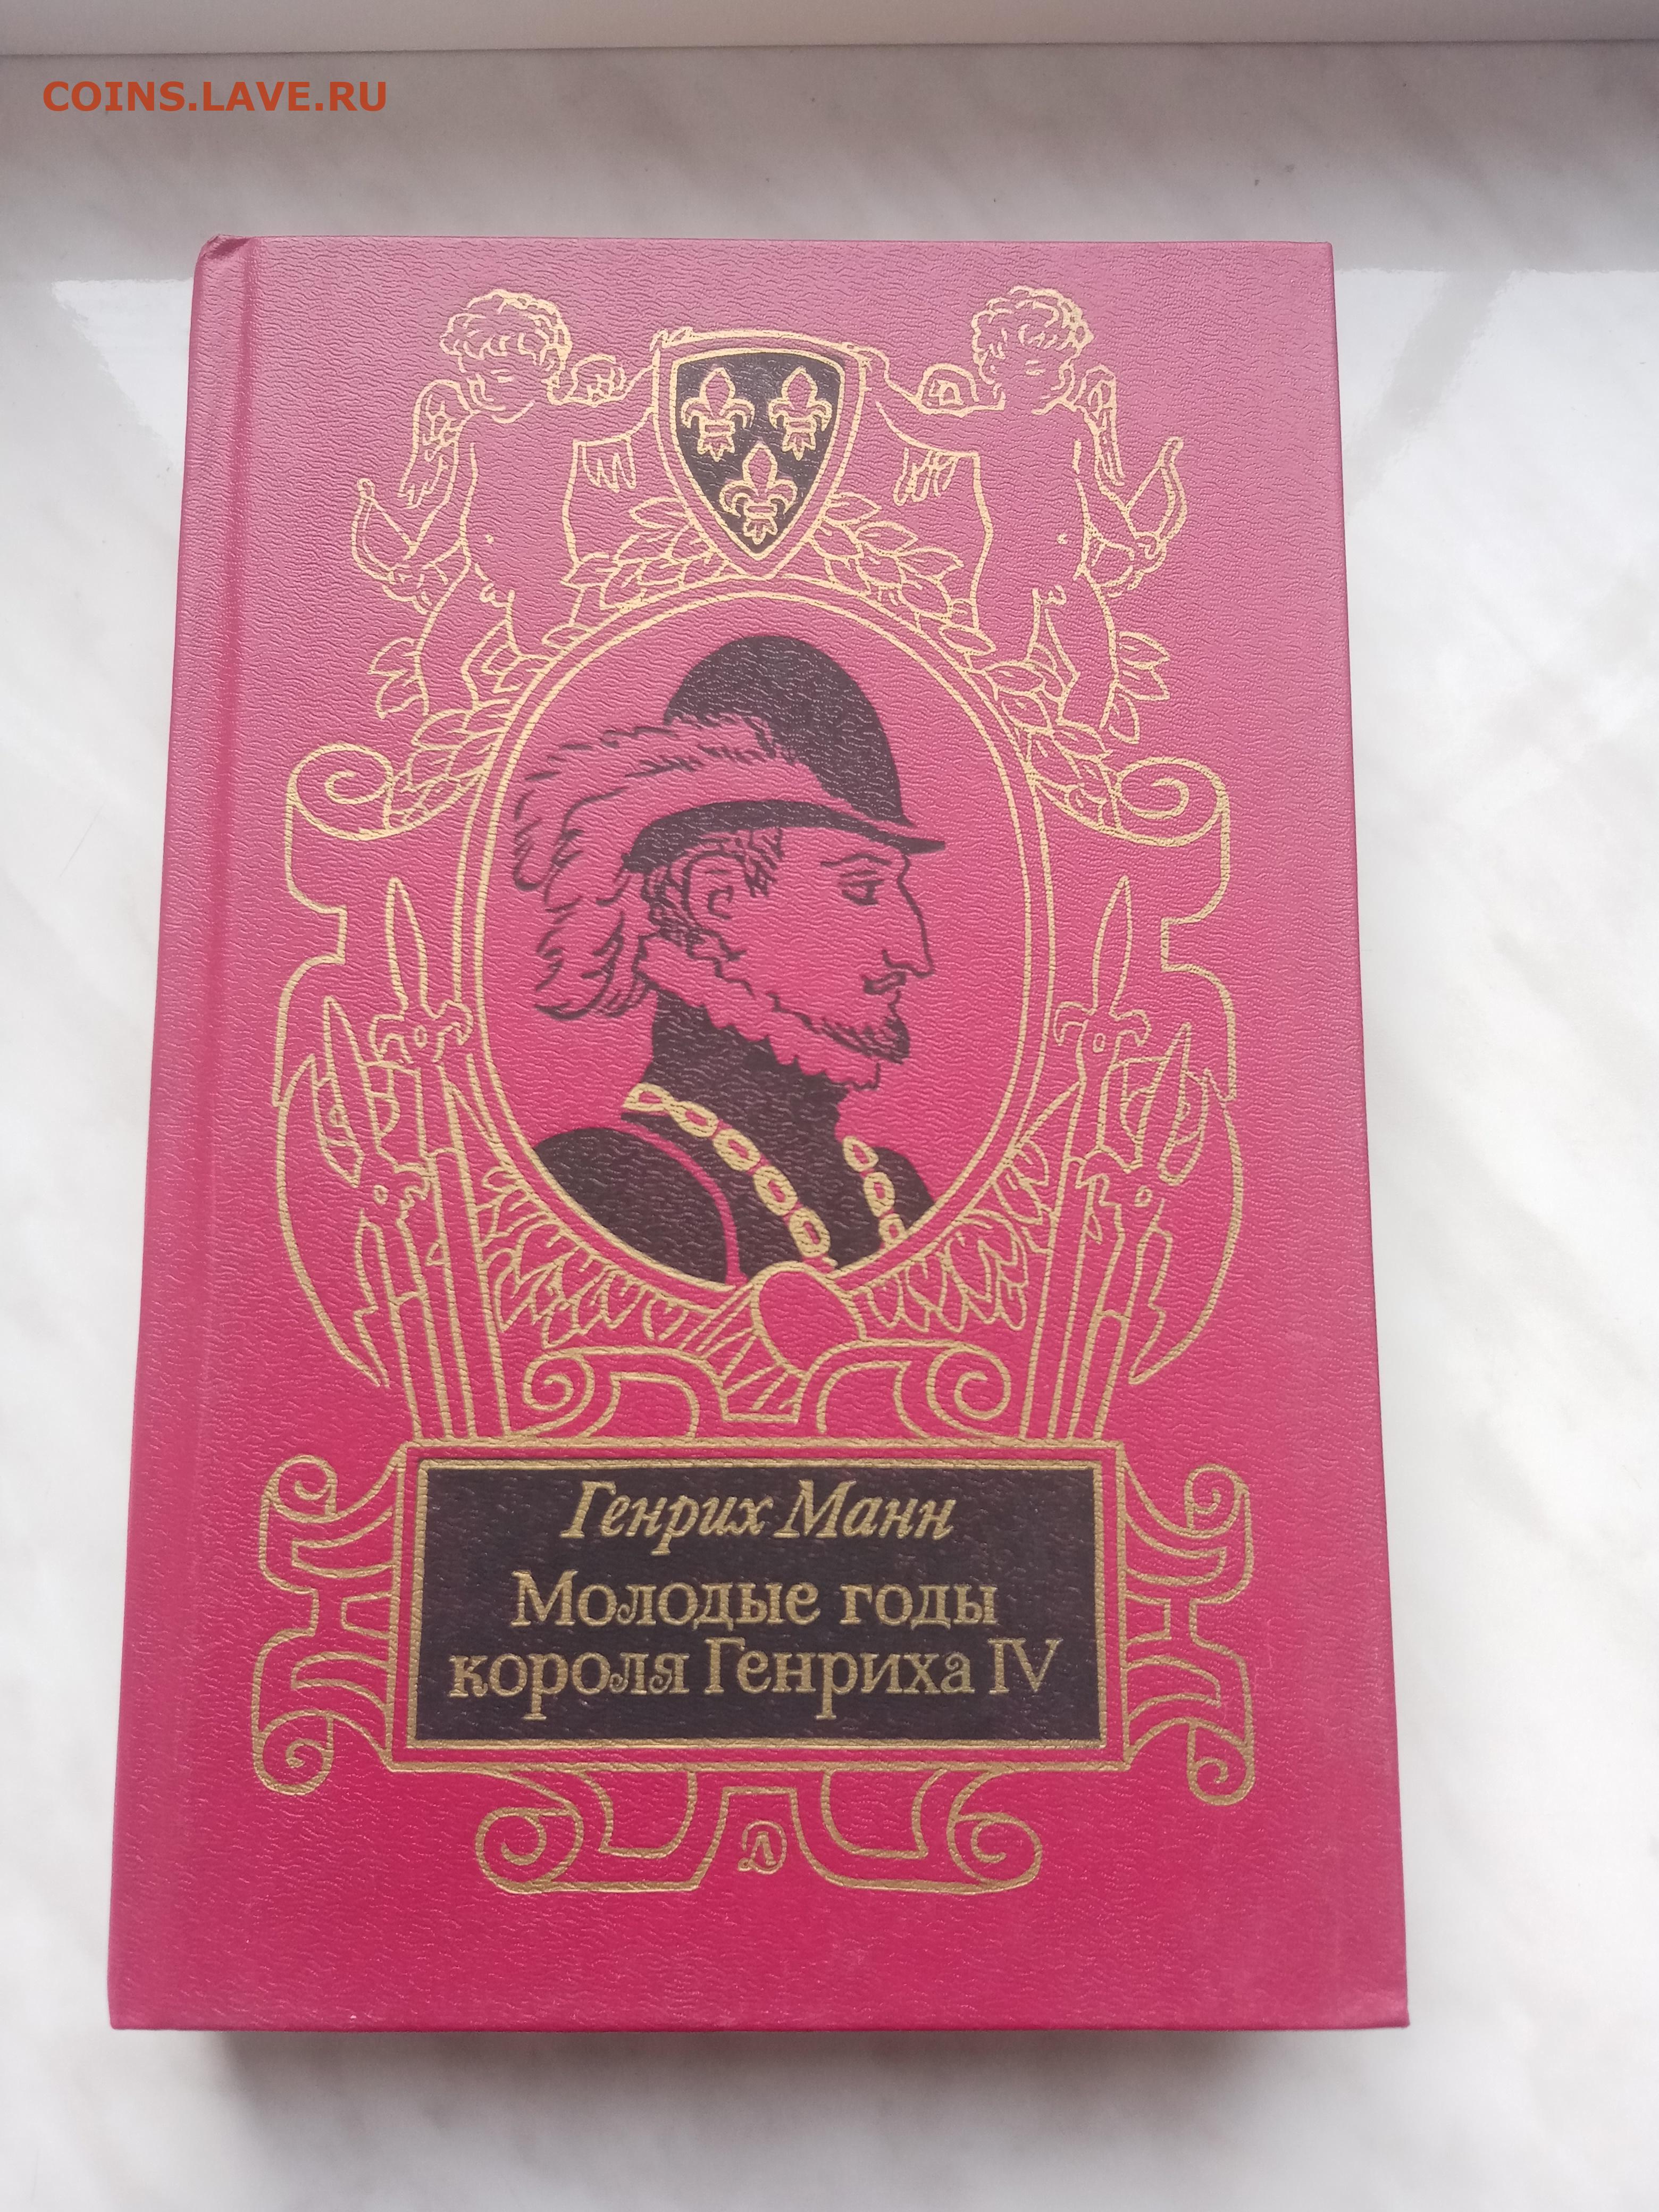 COINS.LAVE.RU
Генрих Манн
Молодые годы
короля Генриха IV